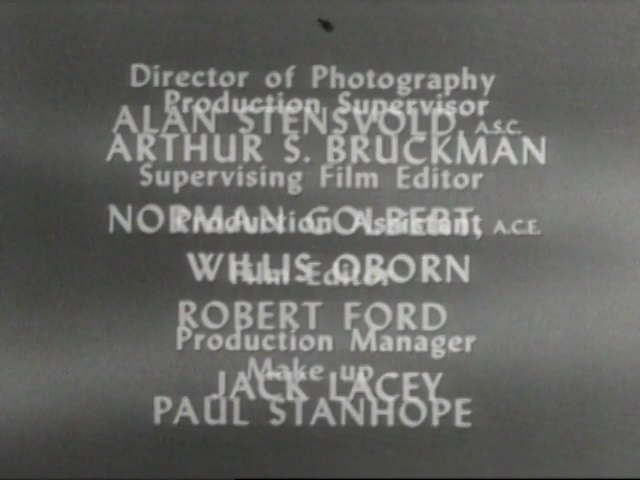 Director of Photography
Production Supervisor
ALAN STENSVOLD, A.S.C.
ARTHUR S. BRUCKMAN
Supervising Film Editor
NORMAN COLBERT, A.C.E.
Production Assistant
WILLIS OBORN
Film Editor
ROBERT FORD
Production Manager
Make up
JACK LACEY
PAUL STANHOPE